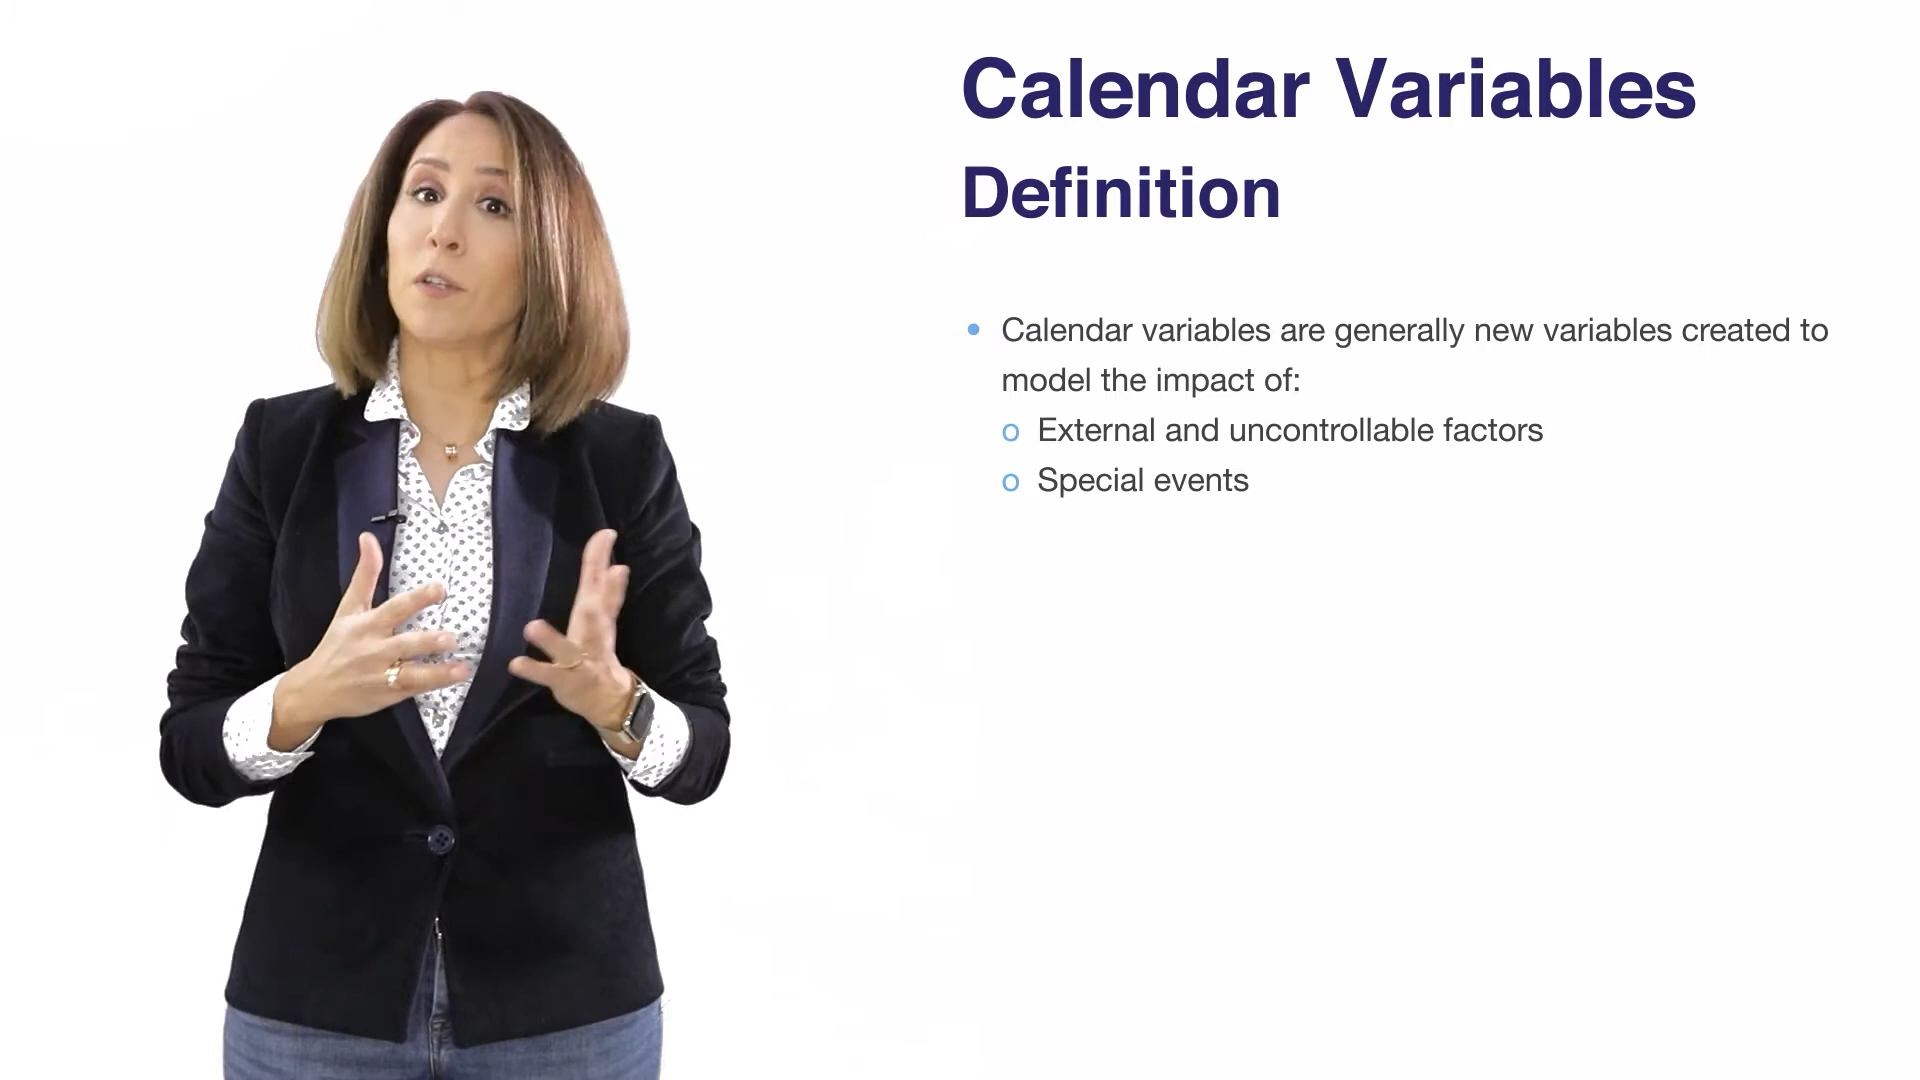 Calendar Variables
Definition
• Calendar variables are generally new variables created to
model the impact of:
o External and uncontrollable factors
o Special events